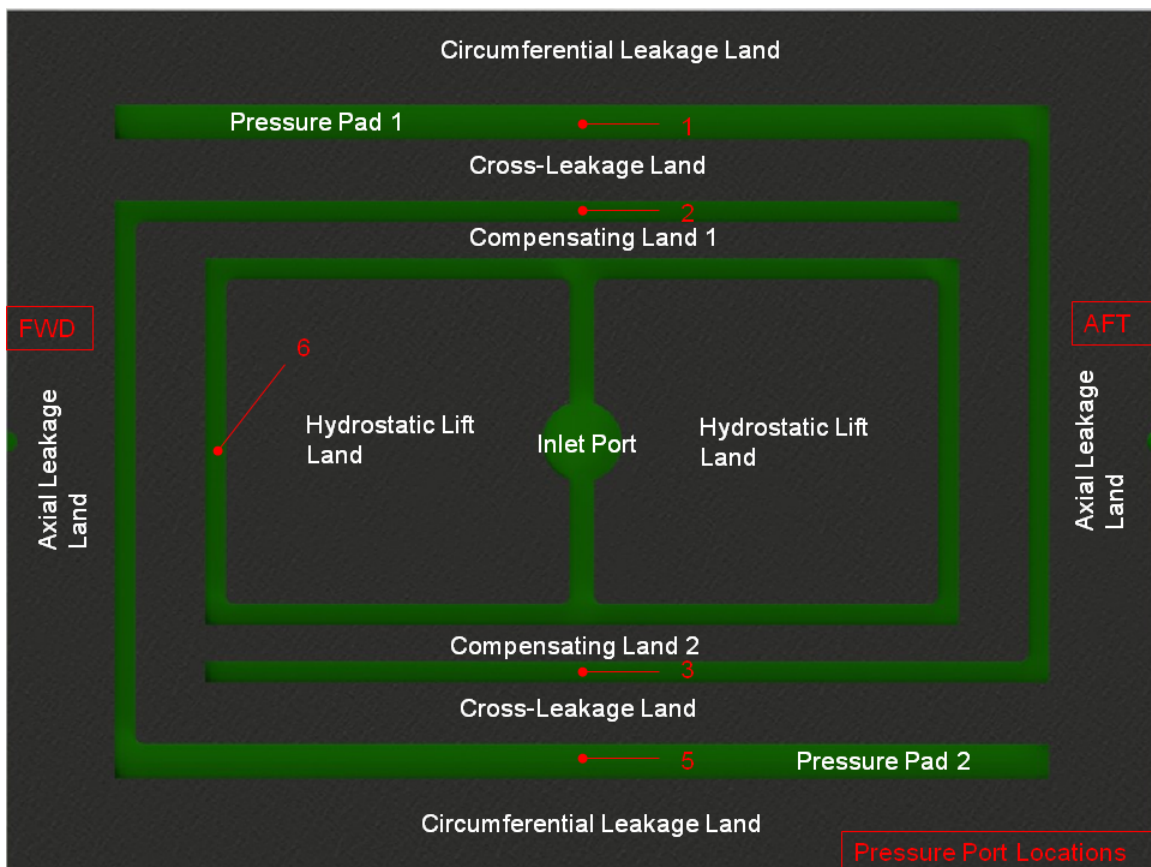 Circumferential Leakage Land
Pressure Pad 1
1
Cross-Leakage Land
2
Compensating Land 1
FWD
AFT
6
Axial Leakage
Land
Hydrostatic Lift
Land
Inlet Port
Hydrostatic Lift
Land
Axial Leakage
Land
Compensating Land 2
3
Cross-Leakage Land
5
Pressure Pad 2
Circumferential Leakage Land
Pressure Port Locations